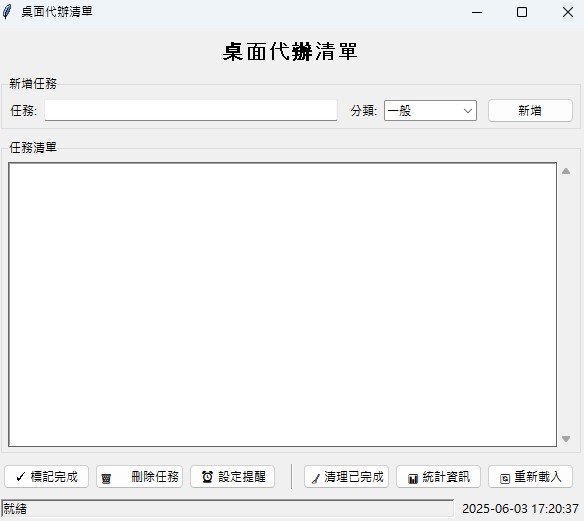 桌面代辦清單
桌面代辦清單
新增任務
任務: 分類: 一般 新增
任務清單
✓ 標記完成 🗑 刪除任務 ⏰ 設定提醒 🧹 清理已完成 📊 統計資訊 🔄 重新載入
就緒 2025-06-03 17:20:37